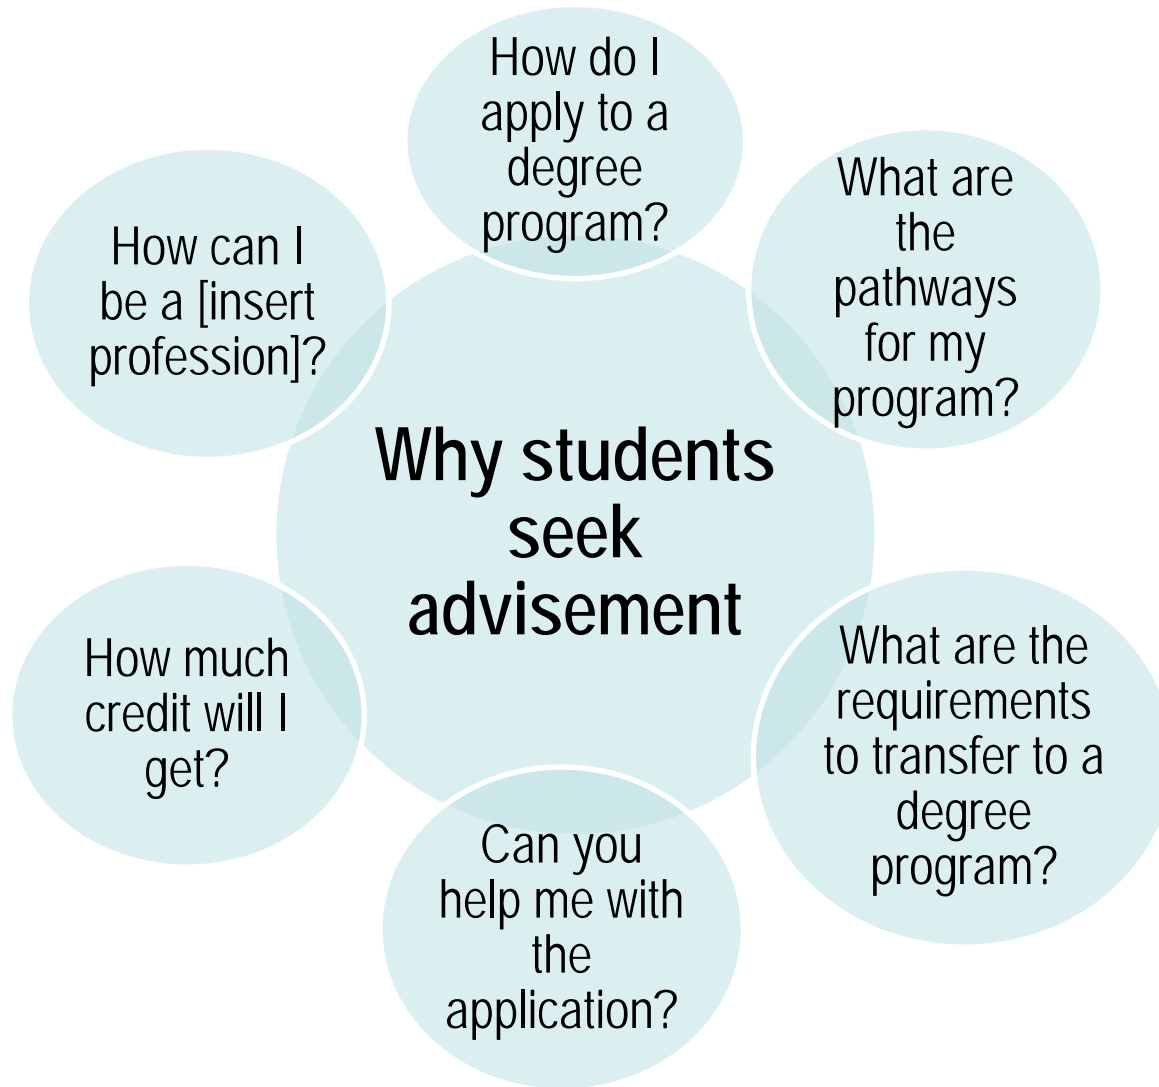 How do I
apply to a
degree
program?
What are
the
pathways
for my
program?
What are the
requirements
to transfer to a
degree
program?
Can you
help me with
the
application?
How much
credit will I
get?
How can I
be a [insert
profession]?
Why students
seek
advisement